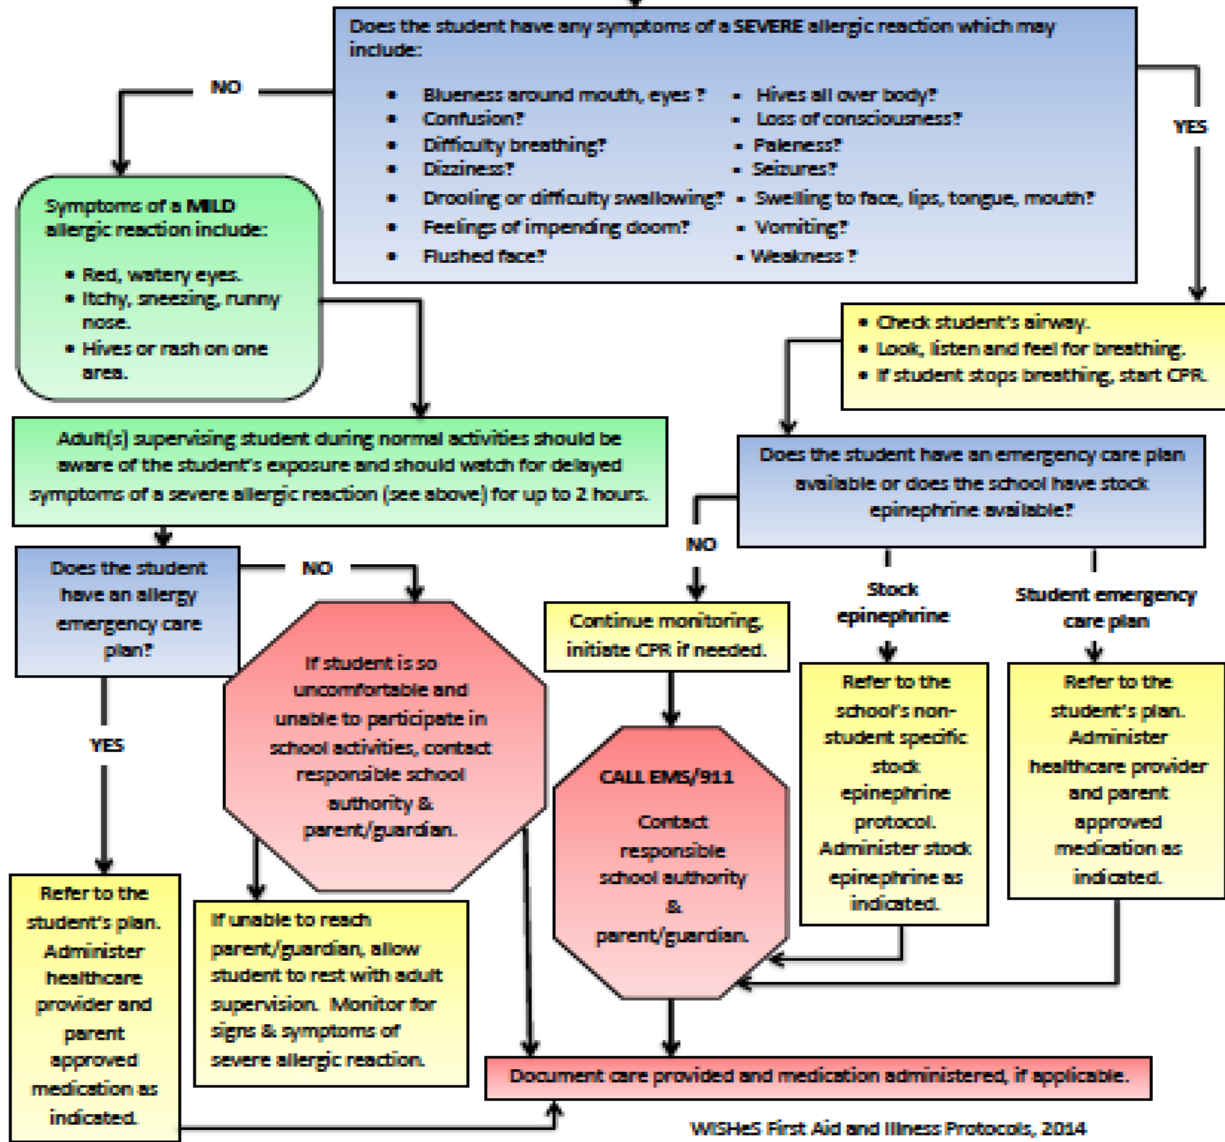 Does the student have any symptoms of a SEVERE allergic reaction which may
include:
• Blueness around mouth, eyes ?
• Confusion?
• Difficulty breathing?
• Dizziness?
• Drooling or difficulty swallowing?
• Feelings of impending doom?
• Flushed face?
• Hives all over body?
• Loss of consciousness?
• Paleness?
• Seizures?
• Swelling to face, lips, tongue, mouth?
• Vomiting?
• Weakness ?
NO
YES
Symptoms of a MILD
allergic reaction include:
• Red, watery eyes.
• Itchy, sneezing, runny
nose.
• Hives or rash on one
area.
• Check student's airway.
• Look, listen and feel for breathing.
• If student stops breathing, start CPR.
Adult(s) supervising student during normal activities should be
aware of the student's exposure and should watch for delayed
symptoms of a severe allergic reaction (see above) for up to 2 hours.
Does the student have an emergency care plan
available or does the school have stock
epinephrine available?
Does the student
have an allergy
emergency care
plan?
NO
YES
If student is so
uncomfortable and
unable to participate in
school activities, contact
responsible school
authority &
parent/guardian.
NO
Stock
epinephrine
Student emergency
care plan
Continue monitoring,
initiate CPR if needed.
CALL EMS/911
Contact
responsible
school authority
&
parent/guardian.
Refer to the
school's non-
student specific
stock
epinephrine
protocol.
Administer stock
epinephrine as
indicated.
Refer to the
student's plan.
Administer
healthcare provider
and parent
approved
medication as
indicated.
Refer to the
student's plan.
Administer
healthcare
provider and
parent
approved
medication as
indicated.
If unable to reach
parent/guardian, allow
student to rest with adult
supervision. Monitor for
signs & symptoms of
severe allergic reaction.
Document care provided and medication administered, if applicable.
WISHeS First Aid and Illness Protocols, 2014